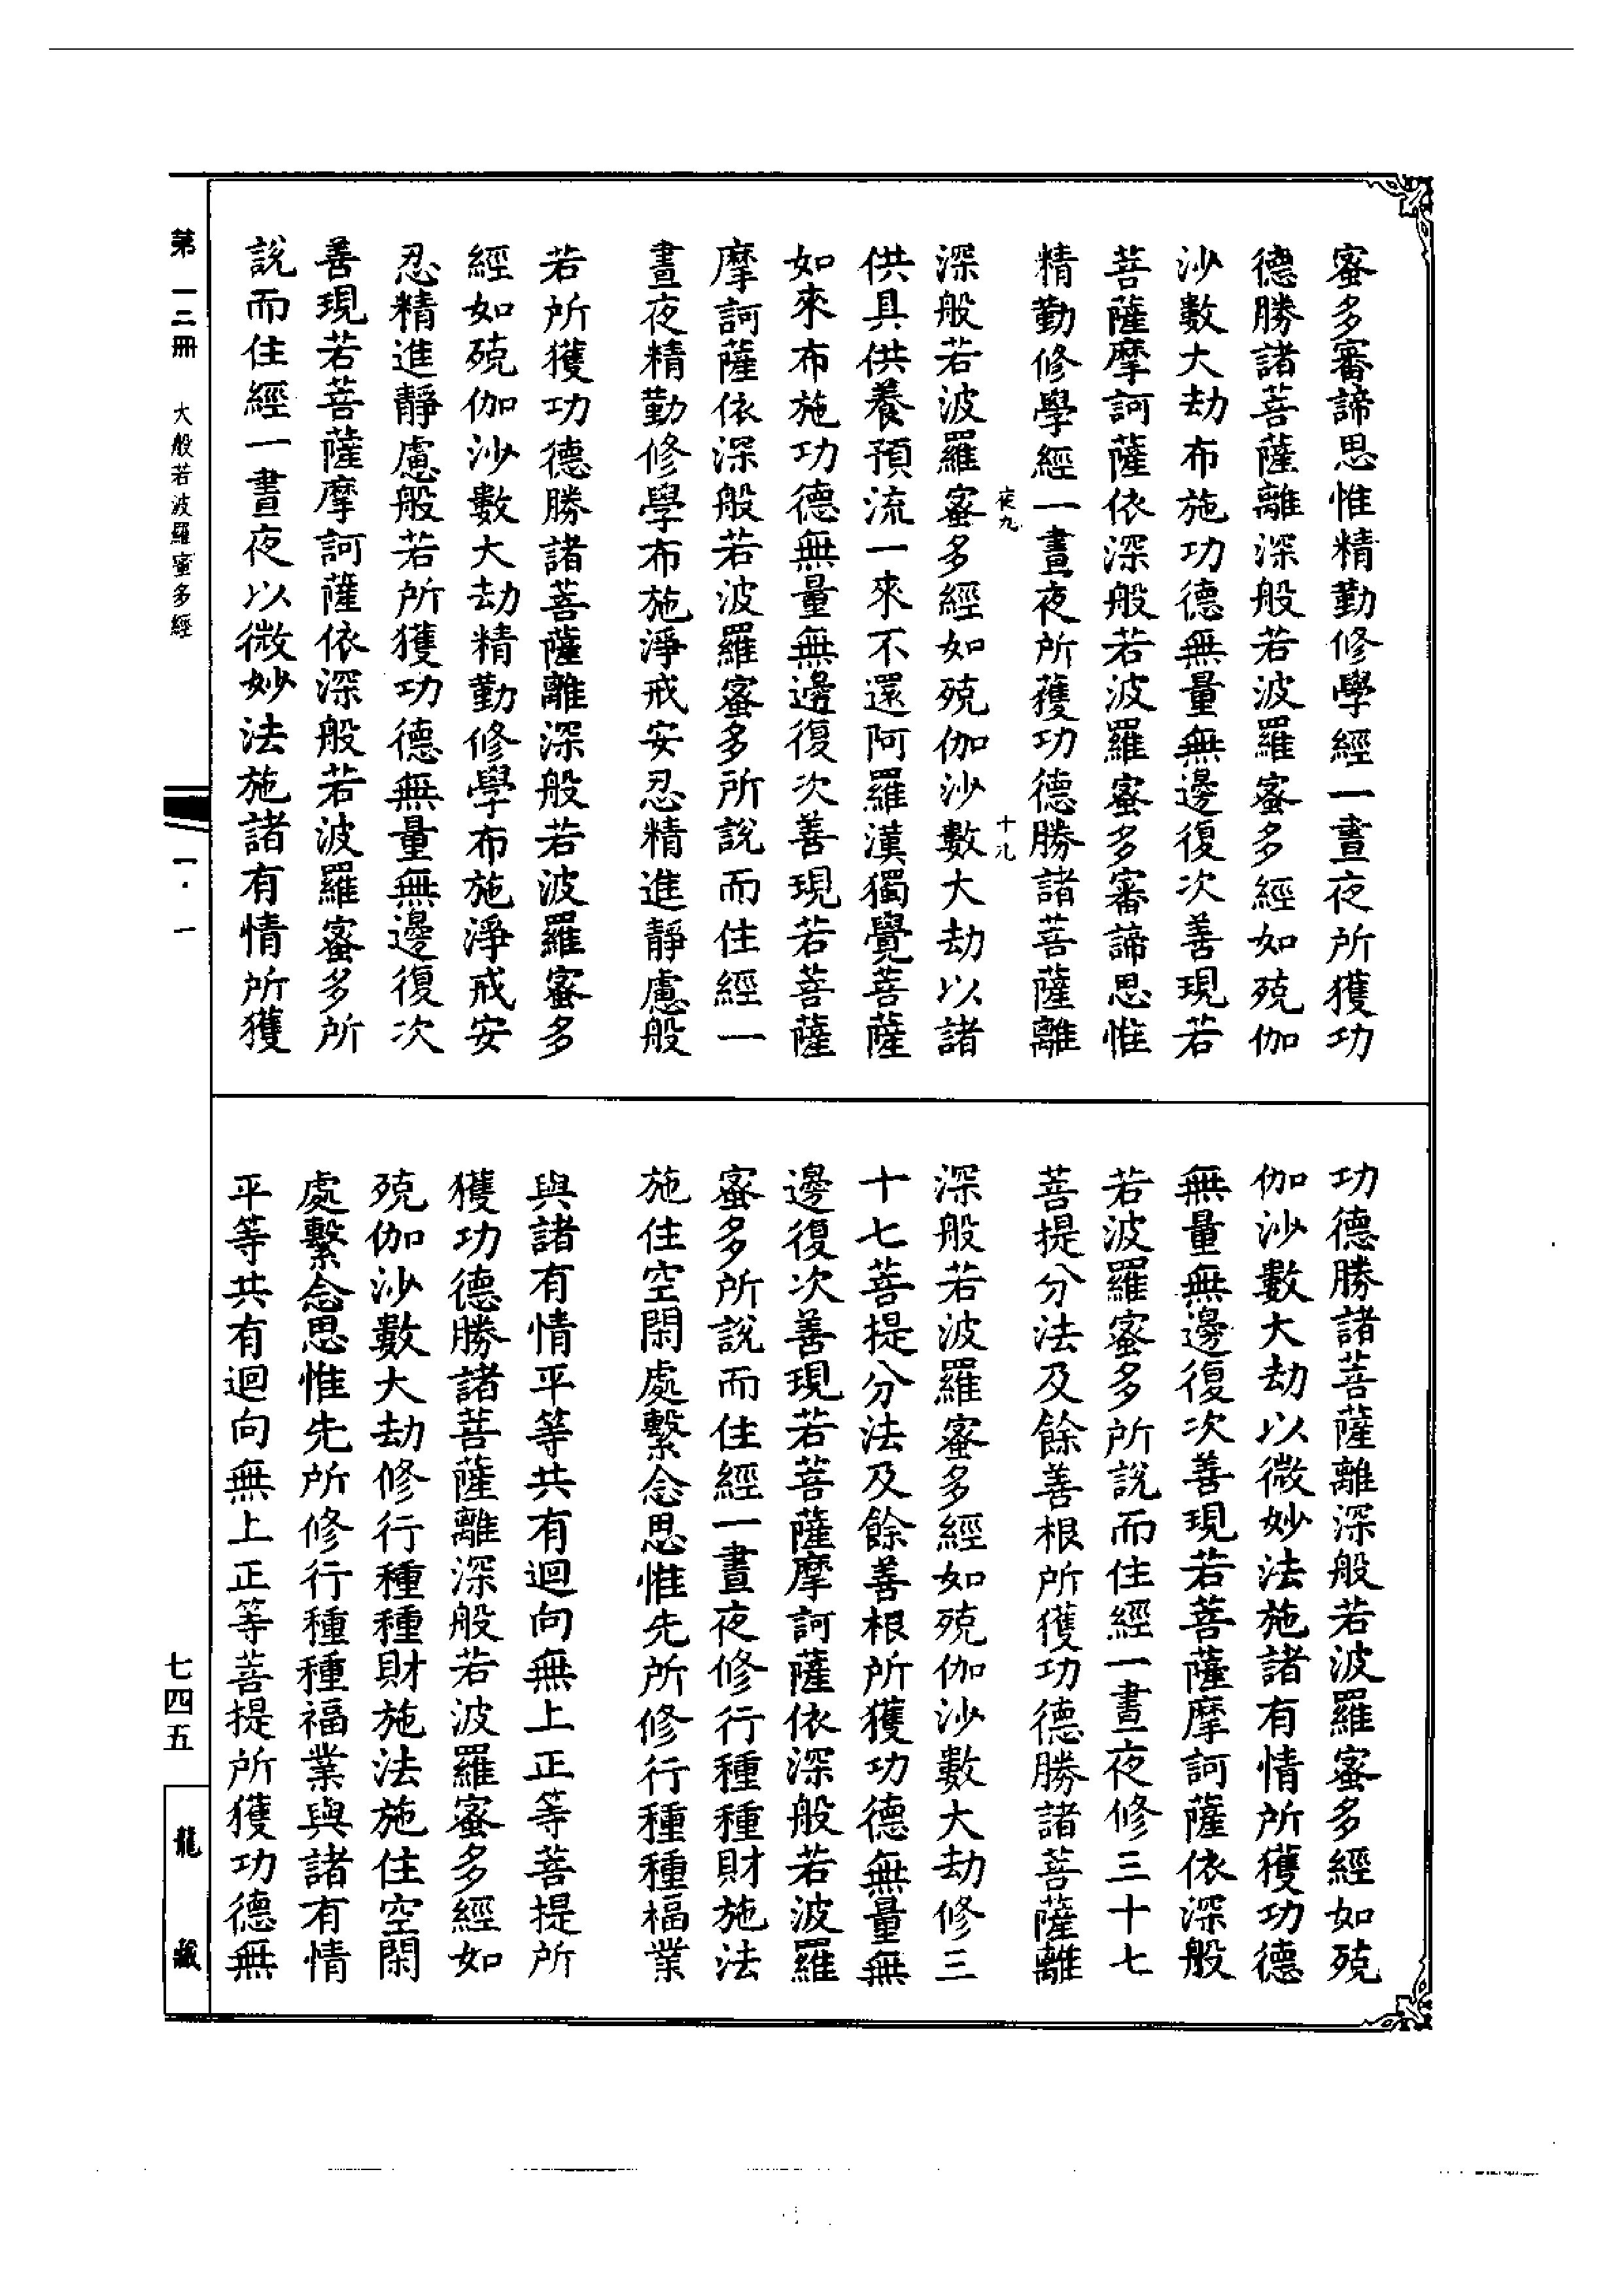 蜜多審諦思惟精勤修學經一晝夜所獲功
德勝諸菩薩離深般若波羅蜜多經如殑伽
沙數大劫布施功德無量無邊復次善現若
菩薩摩訶薩依深般若波羅蜜多審諦思惟
精勤修學經一晝夜所獲功德勝諸菩薩離
夜九 十九
深般若波羅蜜多經如殑伽沙數大劫以諸
供具供養預流一來不還阿羅漢獨覺菩薩
如來布施功德無量無邊復次善現若菩薩
摩訶薩依深般若波羅蜜多所說而住經一
晝夜精勤修學布施淨戒安忍精進靜慮般
若所獲功德勝諸菩薩離深般若波羅蜜多
經如殑伽沙數大劫精勤修學布施淨戒安
忍精進靜慮般若所獲功德無量無邊復次
善現若菩薩摩訶薩依深般若波羅蜜多所
說而住經一晝夜以微妙法施諸有情所獲
功德勝諸菩薩離深般若波羅蜜多經如殑
伽沙數大劫以微妙法施諸有情所獲功德
無量無邊復次善現若菩薩摩訶薩依深般
若波羅蜜多所說而住經一晝夜修三十七
菩提分法及餘善根所獲功德勝諸菩薩離
深般若波羅蜜多經如殑伽沙數大劫修三
十七菩提分法及餘善根所獲功德無量無
邊復次善現若菩薩摩訶薩依深般若波羅
蜜多所說而住經一晝夜修行種種財施法
施住空閑處繫念思惟先所修行種種福業
與諸有情平等共有迴向無上正等菩提所
獲功德勝諸菩薩離深般若波羅蜜多經如
殑伽沙數大劫修行種種財施法施住空閑
處繫念思惟先所修行種種福業與諸有情
平等共有迴向無上正等菩提所獲功德無
第一二冊 大般若波羅蜜多經 一·一
七四五
龍藏